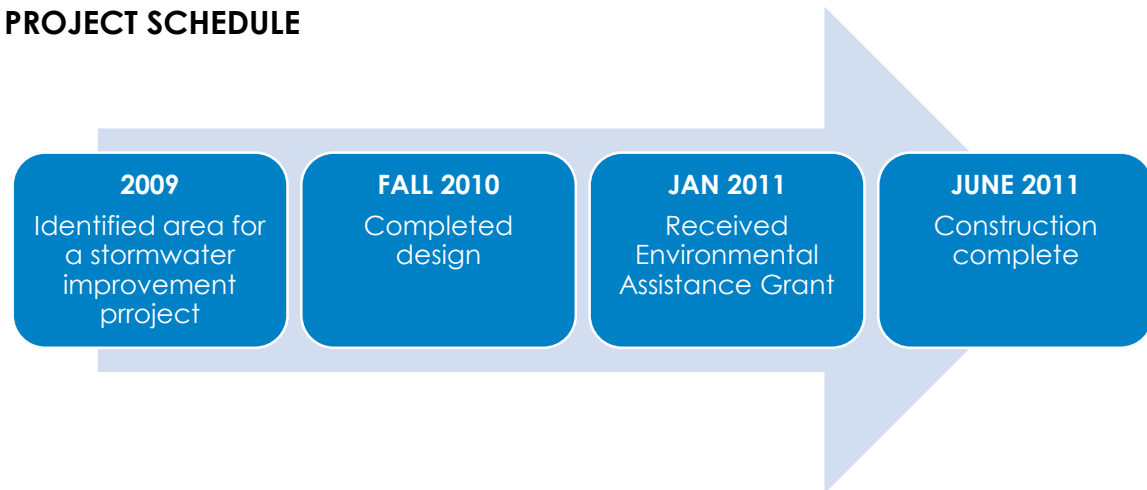 PROJECT SCHEDULE
2009
Identified area for
a stormwater
improvement
prroject
FALL 2010
Completed
design
JAN 2011
Received
Environmental
Assistance Grant
JUNE 2011
Construction
complete